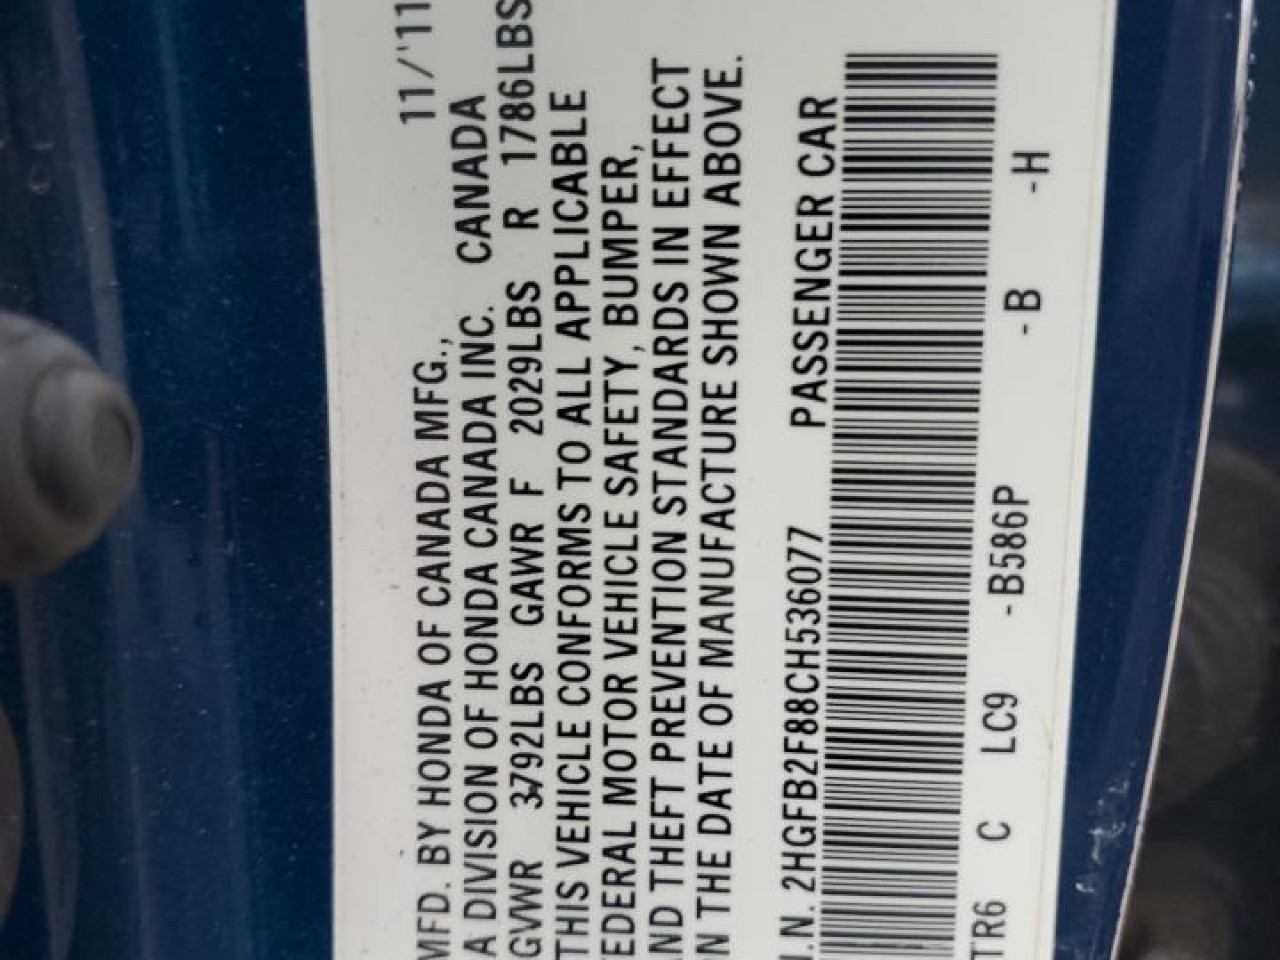 MFD. BY HONDA OF CANADA MFG., 11/'11
A DIVISION OF HONDA CANADA INC. CANADA
GVWR 3792LBS GAWR F 2029LBS R 1786LBS
THIS VEHICLE CONFORMS TO ALL APPLICABLE
FEDERAL MOTOR VEHICLE SAFETY, BUMPER,
AND THEFT PREVENTION STANDARDS IN EFFECT
ON THE DATE OF MANUFACTURE SHOWN ABOVE.
I.N. 2HGFB2F88CH536077 PASSENGER CAR
TR6 C LC9 -B586P -B -H